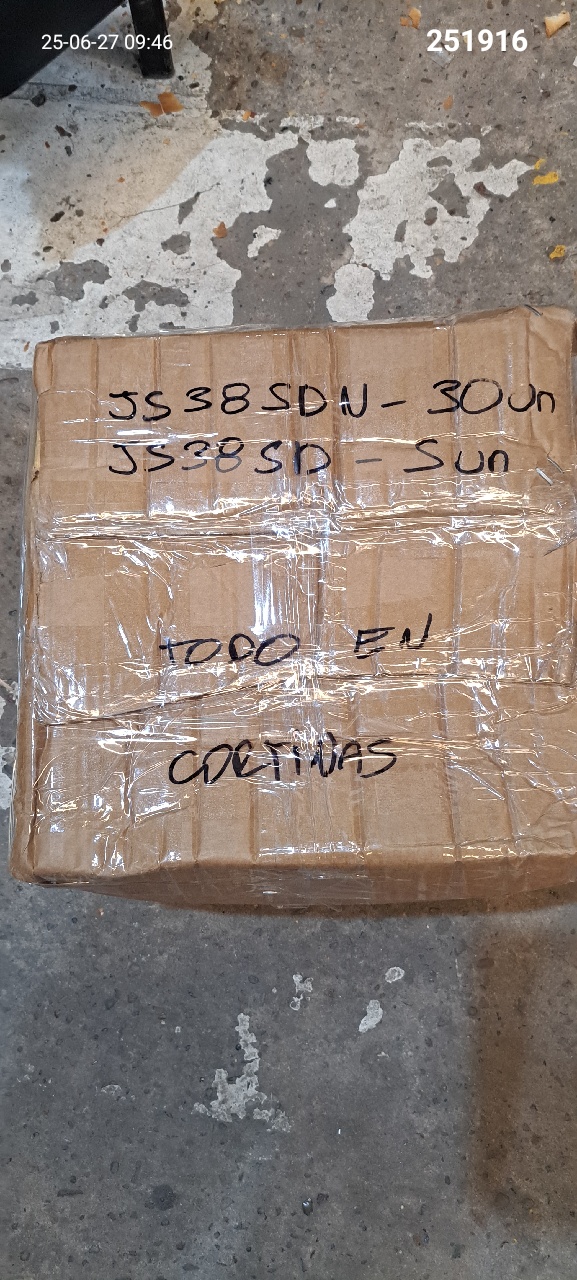 25-06-27 09:46
251916
JS38SDN - 30un
JS38SD - 5un
TODO EN
CORTINAS